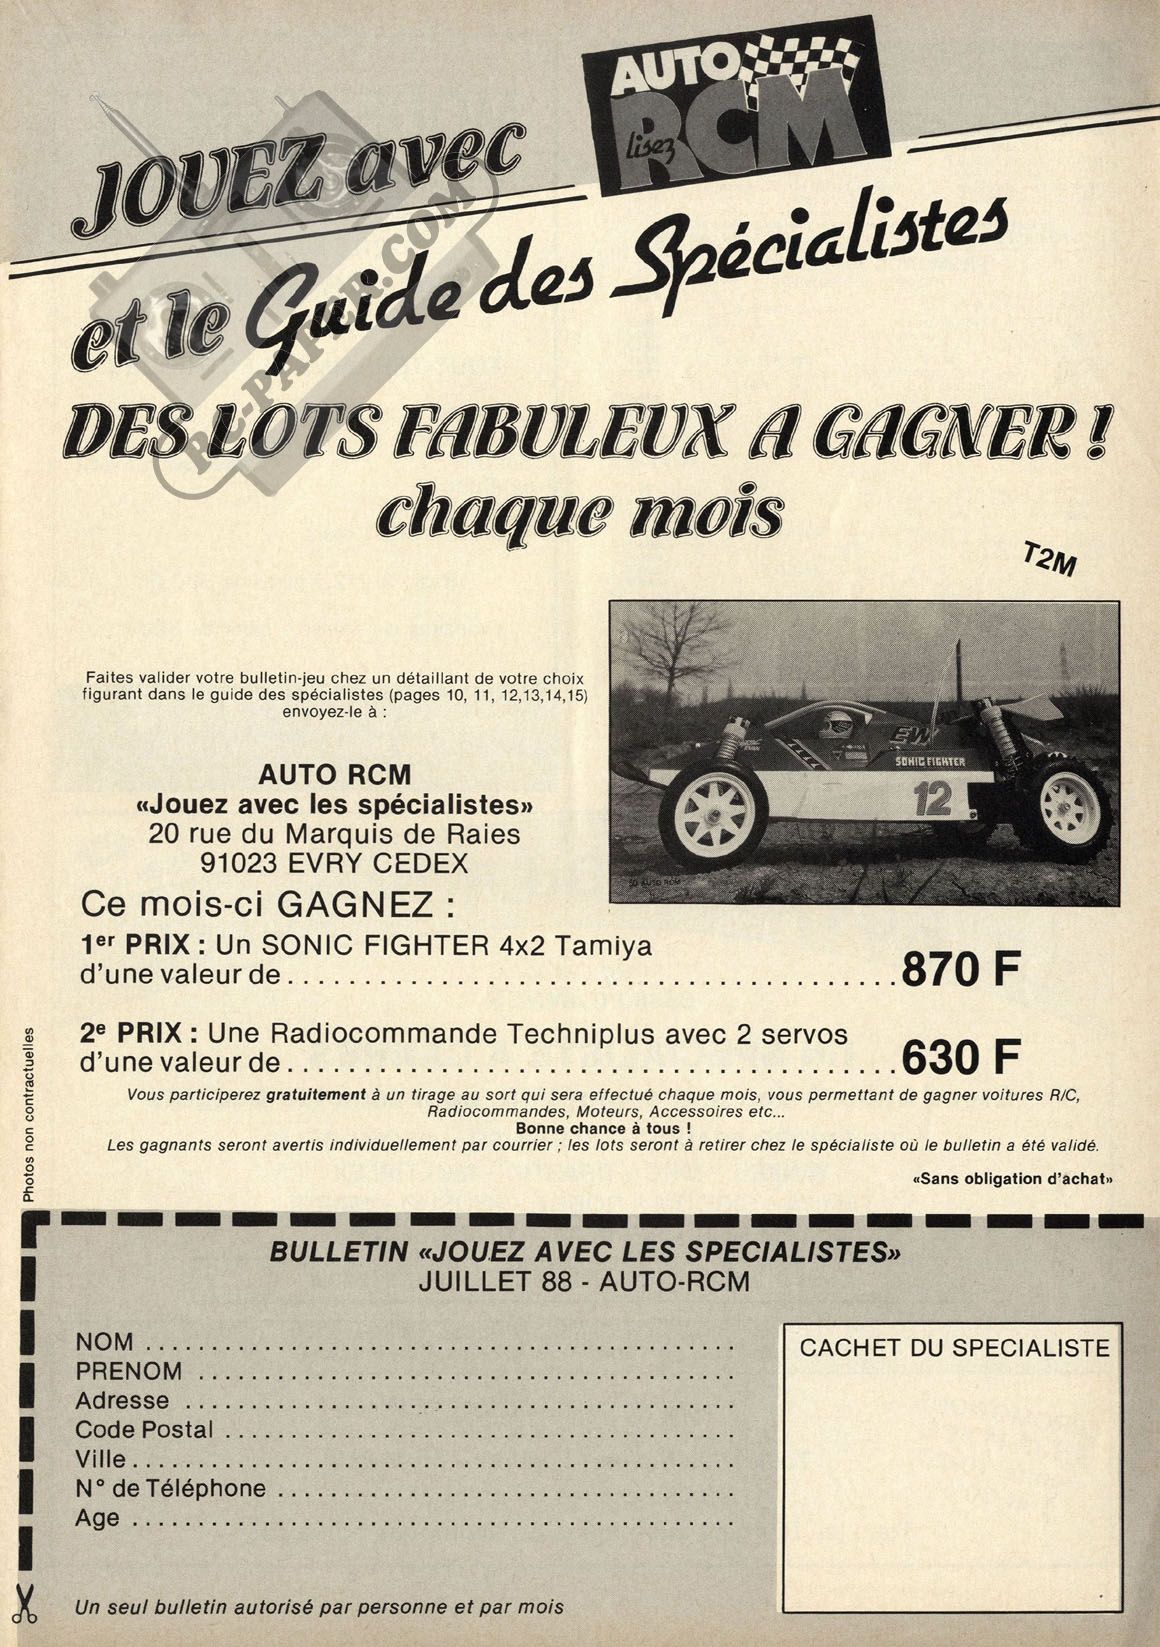 AUTO
lisez RCM
JOUEZ avec
et le Guide des Spécialistes
DES LOTS FABULEUX A GAGNER !
chaque mois
RC-PAPER.COM
T2M
Faites valider votre bulletin-jeu chez un détaillant de votre choix
figurant dans le guide des spécialistes (pages 10, 11, 12,13,14,15)
envoyez-le à :
EW
SONIC FIGHTER
12
AUTO RCM
«Jouez avec les spécialistes»
20 rue du Marquis de Raies
91023 EVRY CEDEX
Ce mois-ci GAGNEZ :
1er PRIX : Un SONIC FIGHTER 4x2 Tamiya
d'une valeur de........................................870 F
2e PRIX : Une Radiocommande Techniplus avec 2 servos
d'une valeur de........................................630 F
Vous participerez gratuitement à un tirage au sort qui sera effectué chaque mois, vous permettant de gagner voitures R/C,
Radiocommandes, Moteurs, Accessoires etc...
Bonne chance à tous !
Les gagnants seront avertis individuellement par courrier ; les lots seront à retirer chez le spécialiste où le bulletin a été validé.
«Sans obligation d'achat»
Photos non contractuelles
BULLETIN «JOUEZ AVEC LES SPECIALISTES»
JUILLET 88 - AUTO-RCM
NOM ........................................
PRENOM ........................................
Adresse ........................................
Code Postal ........................................
Ville........................................
N° de Téléphone ........................................
Age ........................................
CACHET DU SPECIALISTE
Un seul bulletin autorisé par personne et par mois